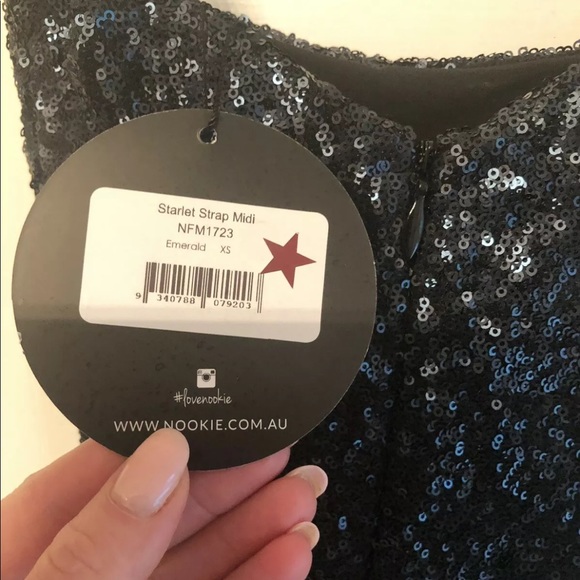 Starlet Strap Midi
NFM1723
Emerald XS
9 340788 079203
#lovenookie
WWW.NOOKIE.COM.AU